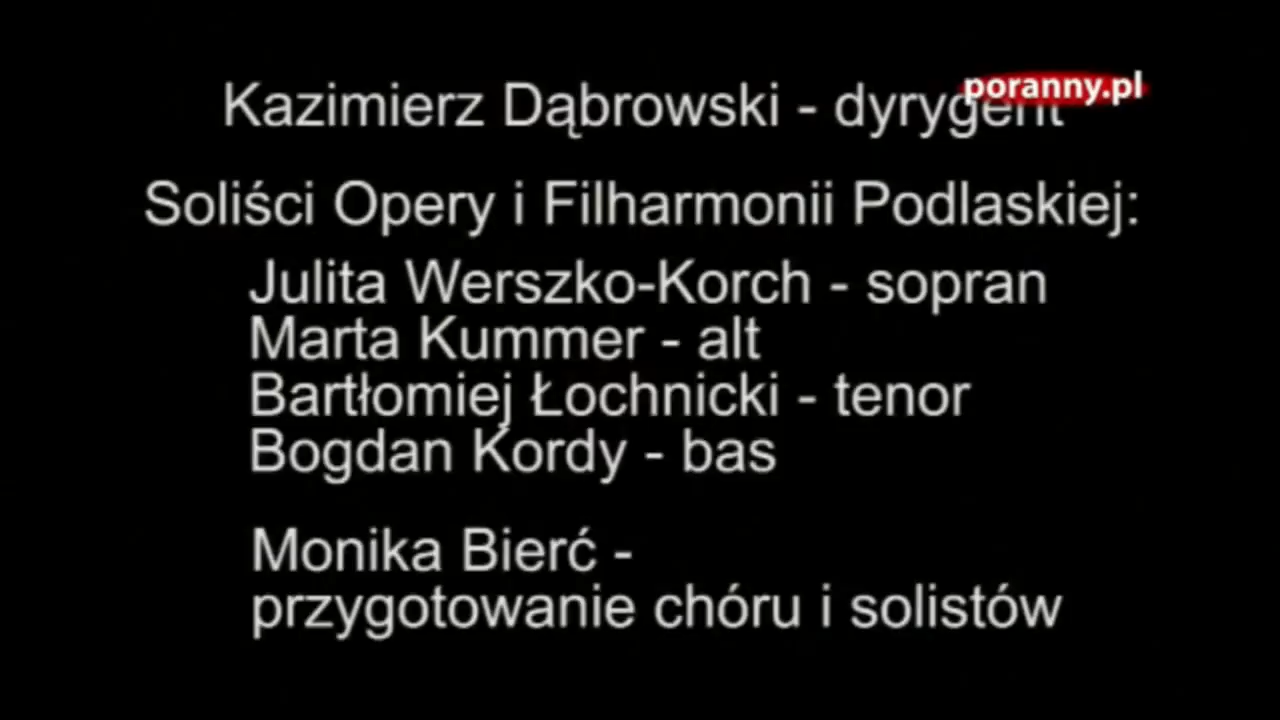 poranny.pl
Kazimierz Dąbrowski - dyrygent
Soliści Opery i Filharmonii Podlaskiej:
Julita Werszko-Korch - sopran
Marta Kummer - alt
Bartłomiej Łochnicki - tenor
Bogdan Kordy - bas
Monika Bierć -
przygotowanie chóru i solistów